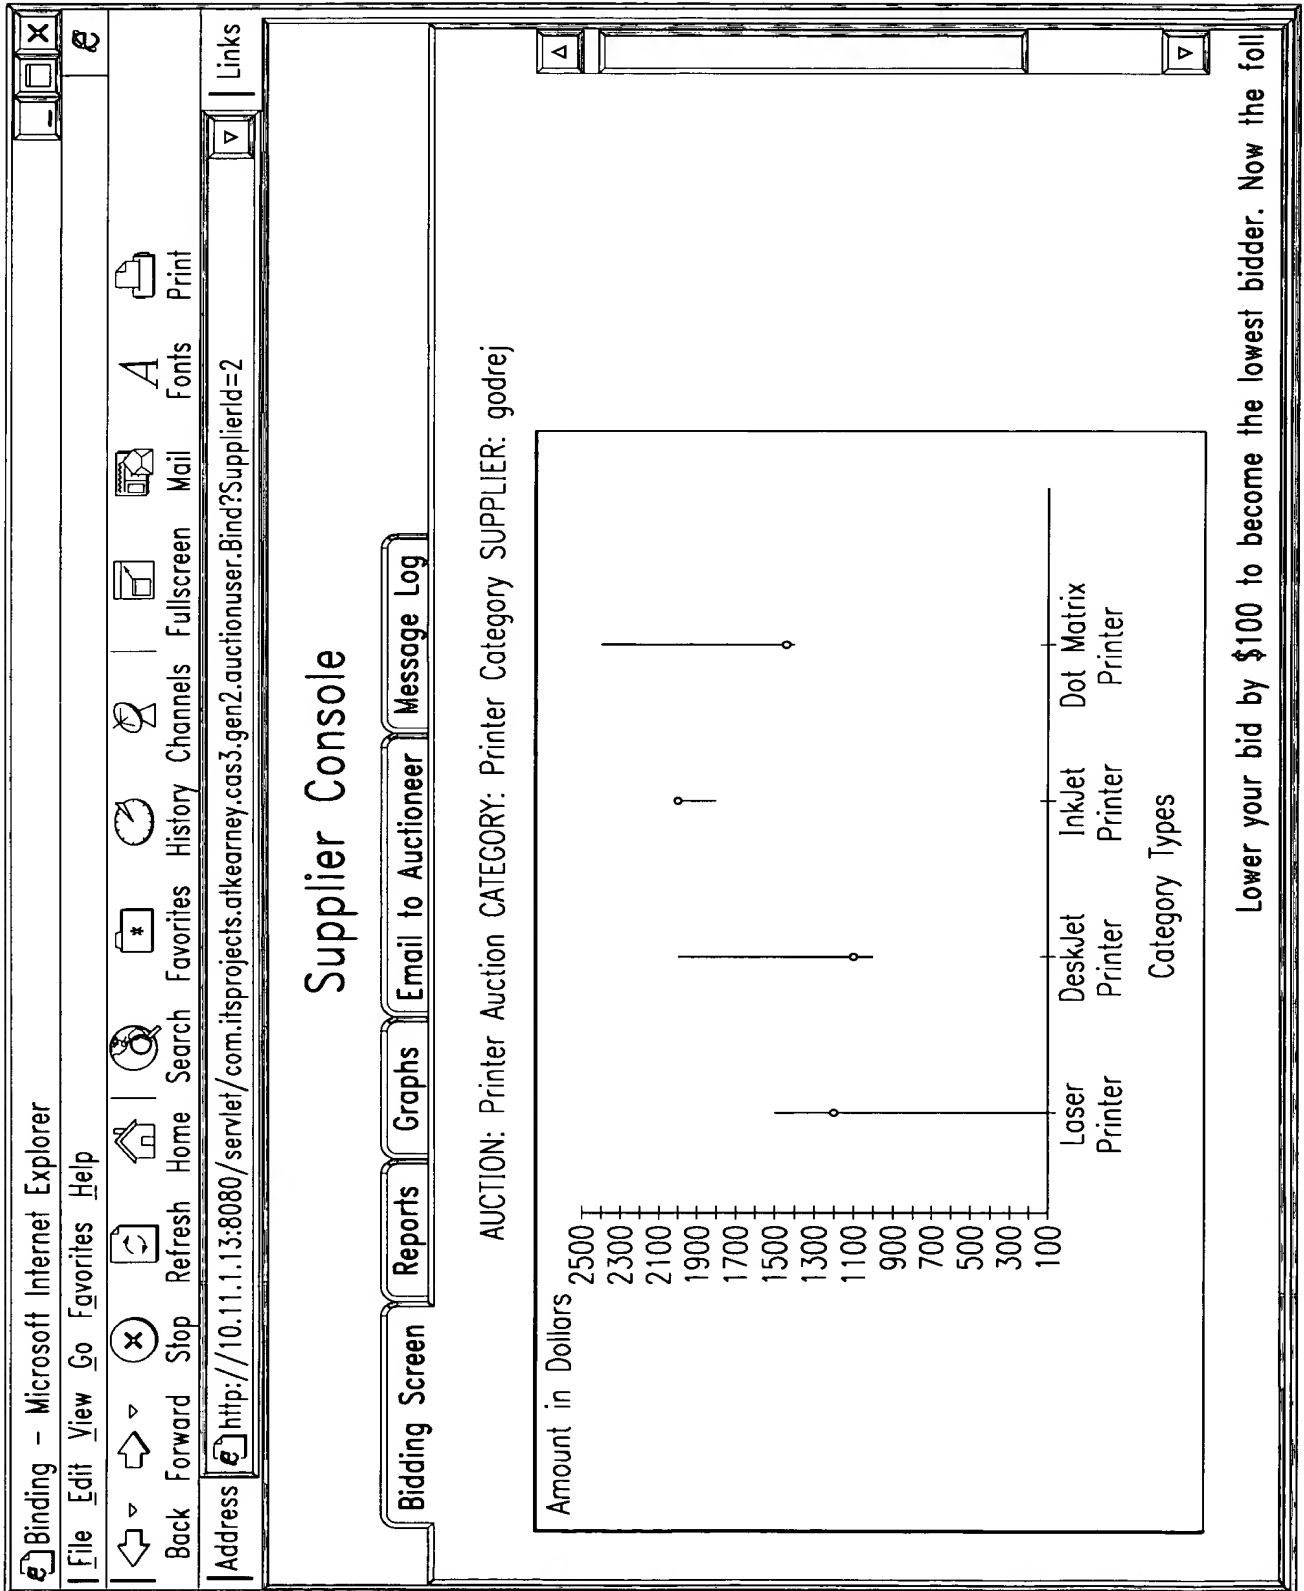 Binding – Microsoft Internet Explorer
File Edit View Go Favorites Help
Back Forward Stop Refresh Home Search Favorites History Channels Fullscreen Mail Fonts Print
Address http://10.11.1.13:8080/servlet/com.itsprojects.atkearney.cas3.gen2.auctionuser.Bind?SupplierId=2 Links
Supplier Console
Bidding Screen Reports Graphs Email to Auctioneer Message Log
AUCTION: Printer Auction CATEGORY: Printer Category SUPPLIER: godrej
Amount in Dollars
2500
2300
2100
1900
1700
1500
1300
1100
900
700
500
300
100
Laser Printer
DeskJet Printer
InkJet Printer
Dot Matrix Printer
Category Types
Lower your bid by $100 to become the lowest bidder. Now the foll